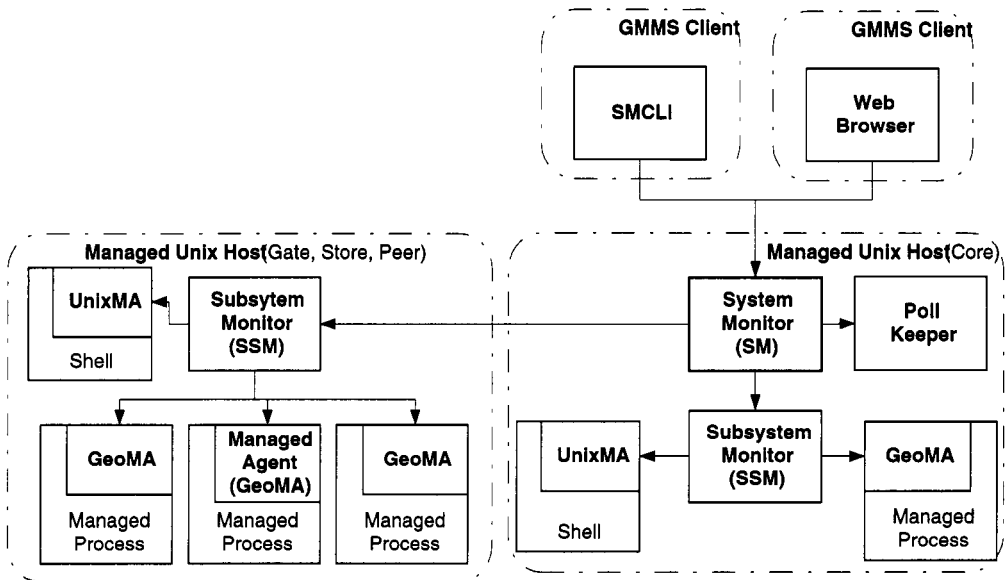 GMMS Client
GMMS Client
SMCLI
Web
Browser
Managed Unix Host(Gate, Store, Peer)
Managed Unix Host(Core)
UnixMA
Shell
Subsytem
Monitor
(SSM)
System
Monitor
(SM)
Poll
Keeper
GeoMA
Managed
Process
Managed
Agent
(GeoMA)
Managed
Process
GeoMA
Managed
Process
UnixMA
Shell
Subsystem
Monitor
(SSM)
GeoMA
Managed
Process